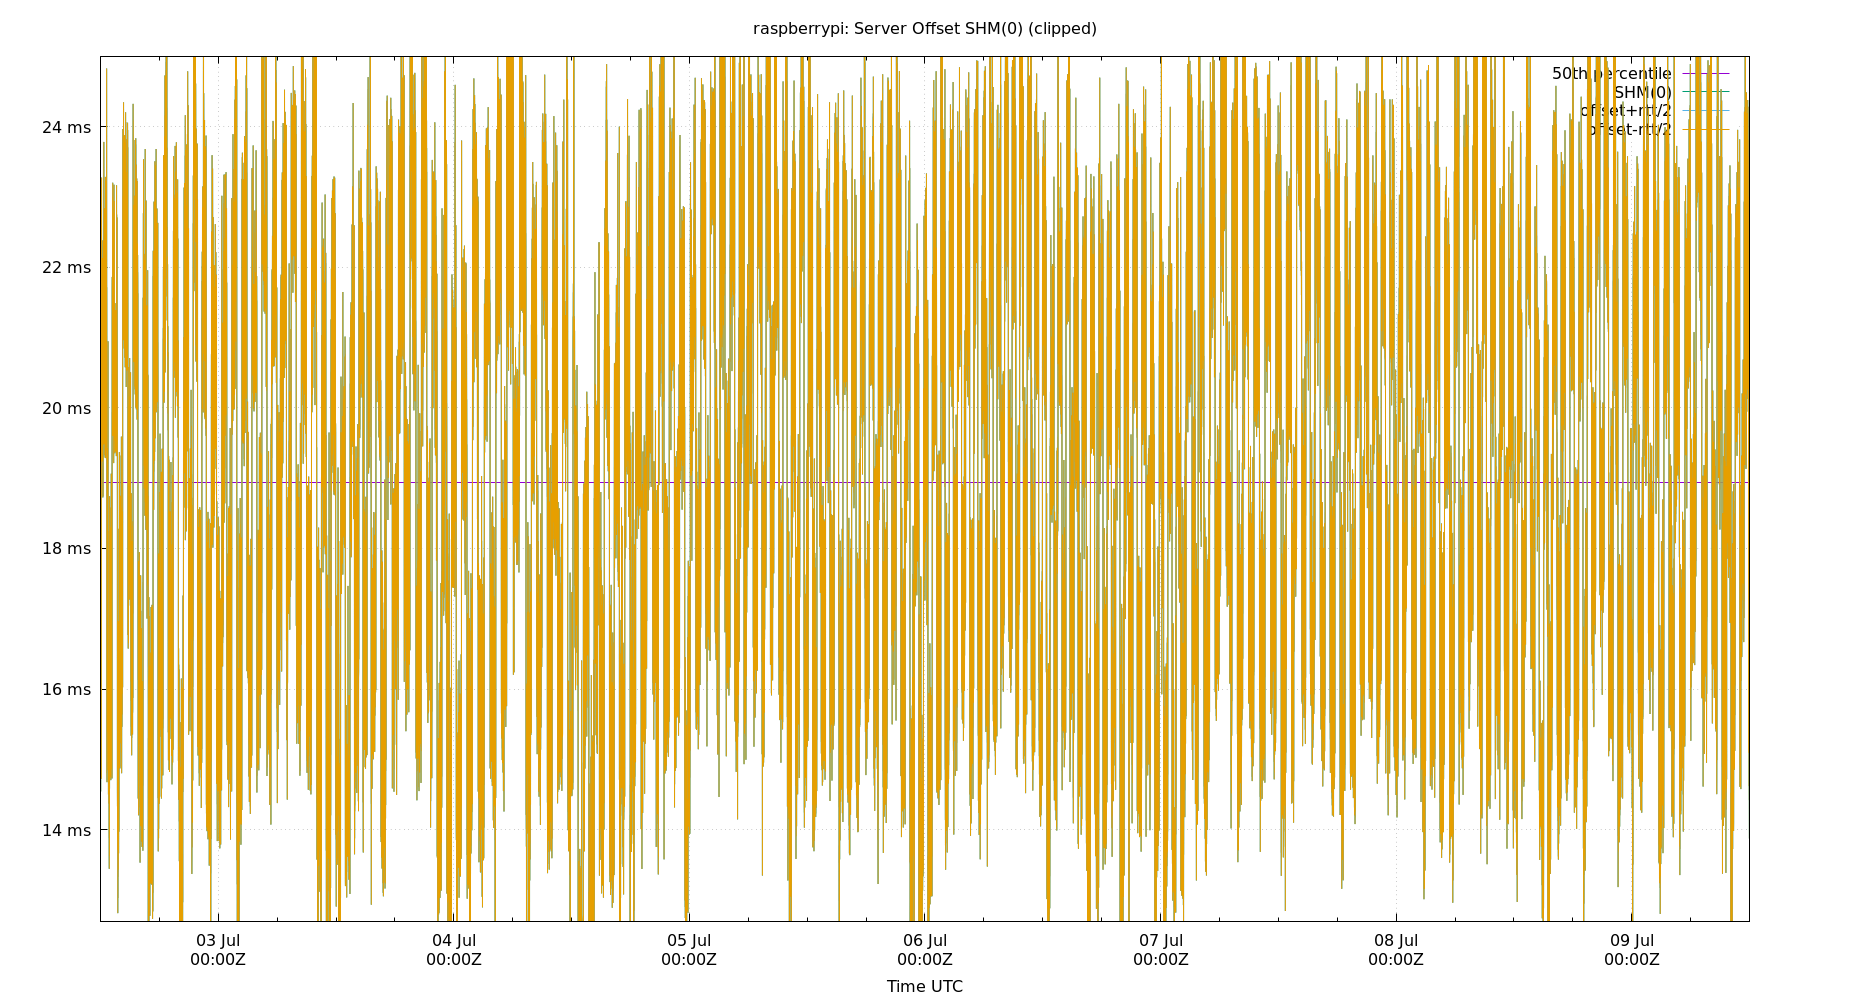 raspberrypi: Server Offset SHM(0) (clipped)
50th percentile
SHM(0)
offset+rtt/2
offset-rtt/2
24 ms
22 ms
20 ms
18 ms
16 ms
14 ms
03 Jul
00:00Z
04 Jul
00:00Z
05 Jul
00:00Z
06 Jul
00:00Z
07 Jul
00:00Z
08 Jul
00:00Z
09 Jul
00:00Z
Time UTC